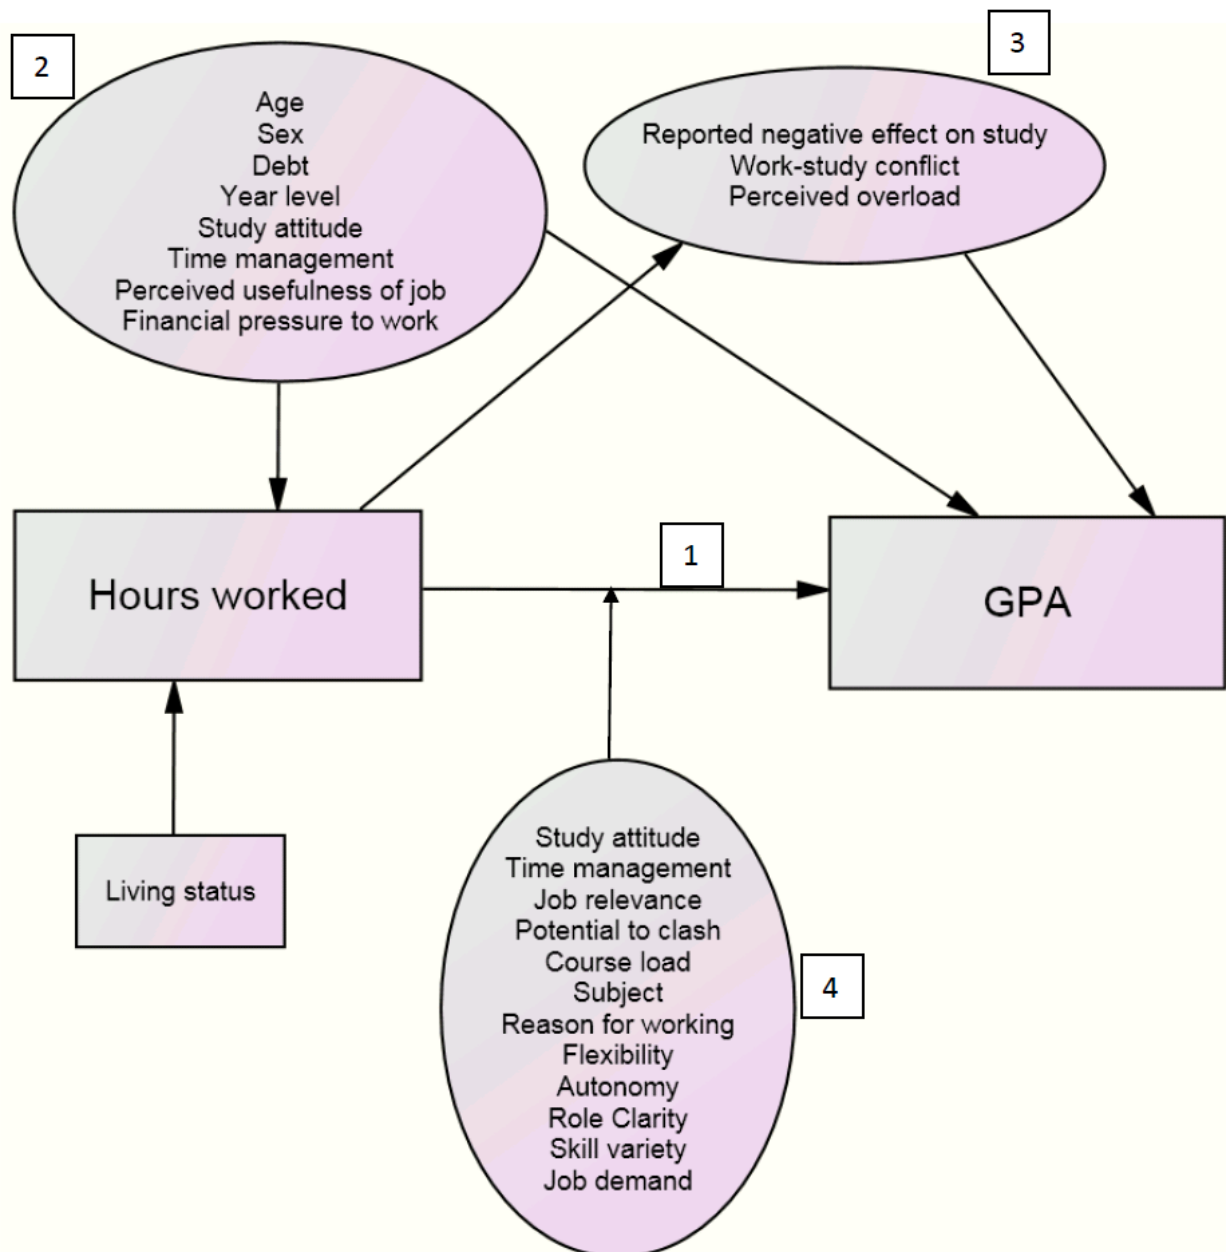 2
Age
Sex
Debt
Year level
Study attitude
Time management
Perceived usefulness of job
Financial pressure to work
3
Reported negative effect on study
Work-study conflict
Perceived overload
Hours worked
1
GPA
Living status
Study attitude
Time management
Job relevance
Potential to clash
Course load
Subject
Reason for working
Flexibility
Autonomy
Role Clarity
Skill variety
Job demand
4